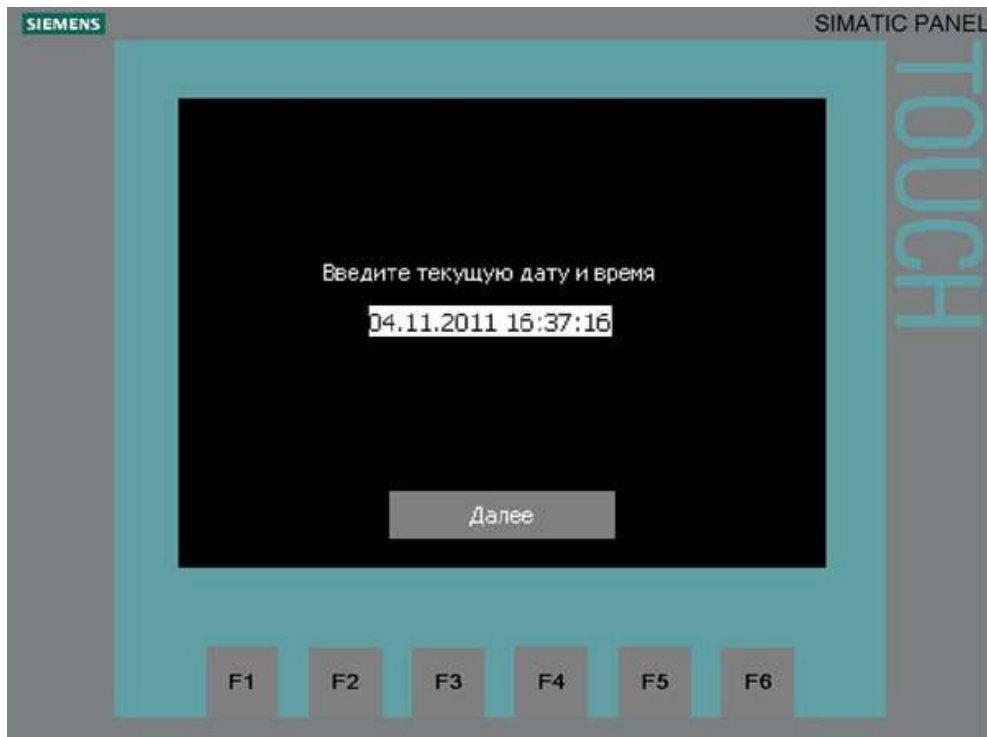 SIEMENS
SIMATIC PANEL
TOUCH
Введите текущую дату и время
04.11.2011 16:37:16
Далее
F1 F2 F3 F4 F5 F6